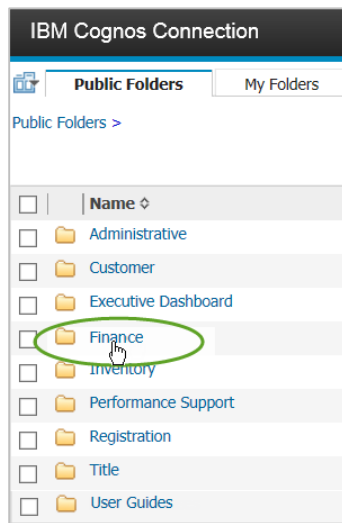 IBM Cognos Connection
Public Folders My Folders
Public Folders >
Name
Administrative
Customer
Executive Dashboard
Finance
Inventory
Performance Support
Registration
Title
User Guides